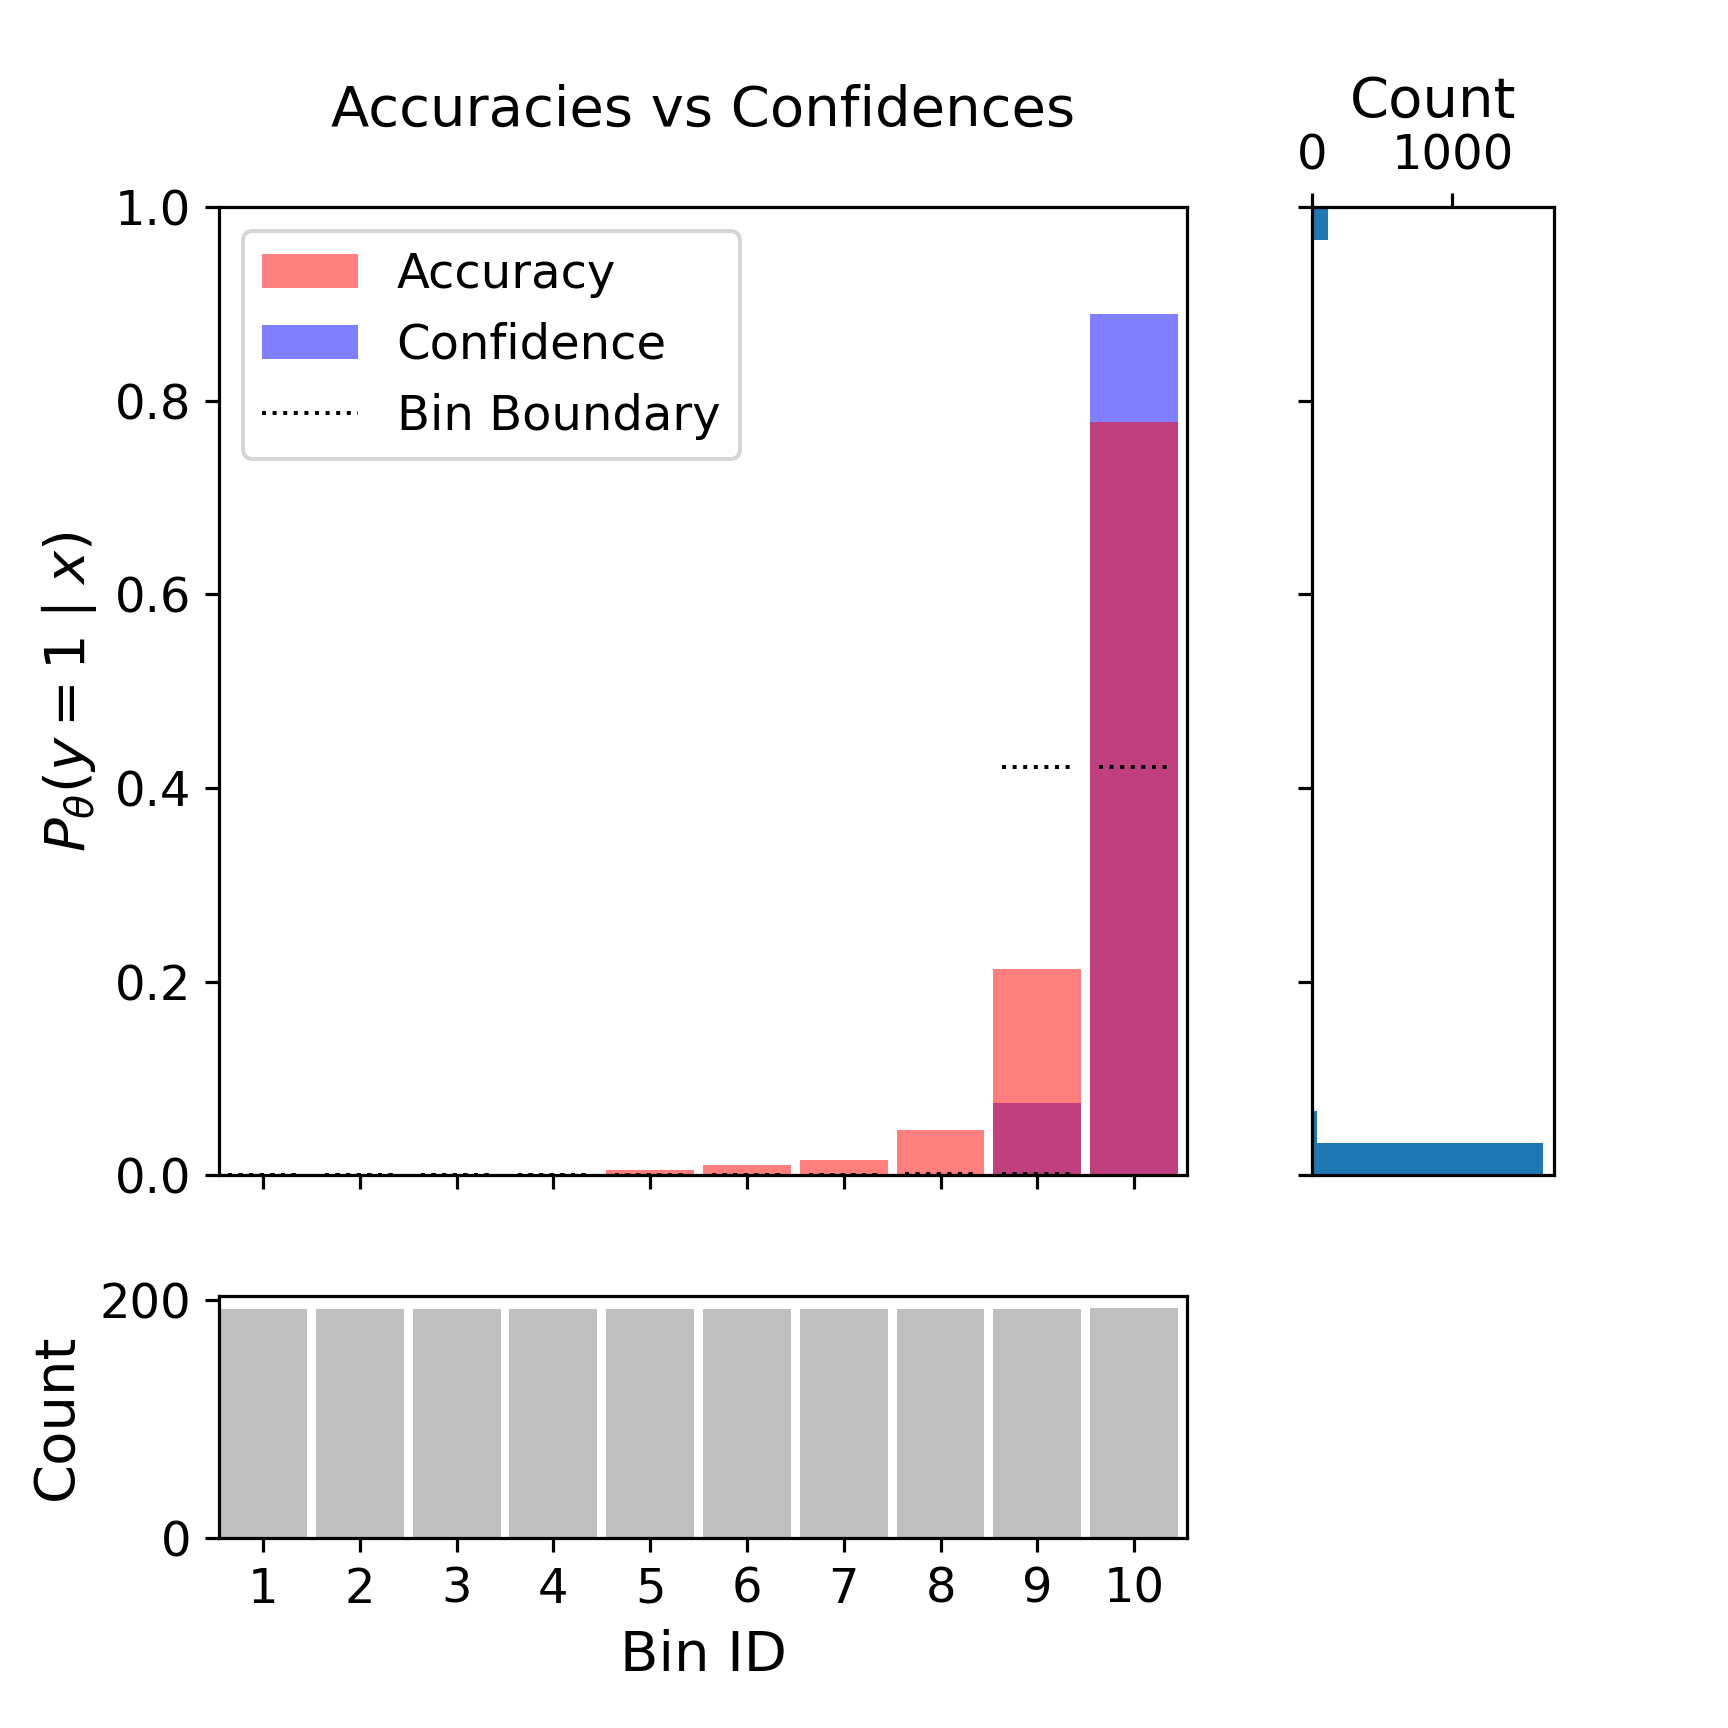 Accuracies vs Confidences
Count
0 1000
1.0
0.8
0.6
0.4
0.2
0.0
Accuracy
Confidence
Bin Boundary
Pθ(y = 1 | x)
200
0
Count
1 2 3 4 5 6 7 8 9 10
Bin ID